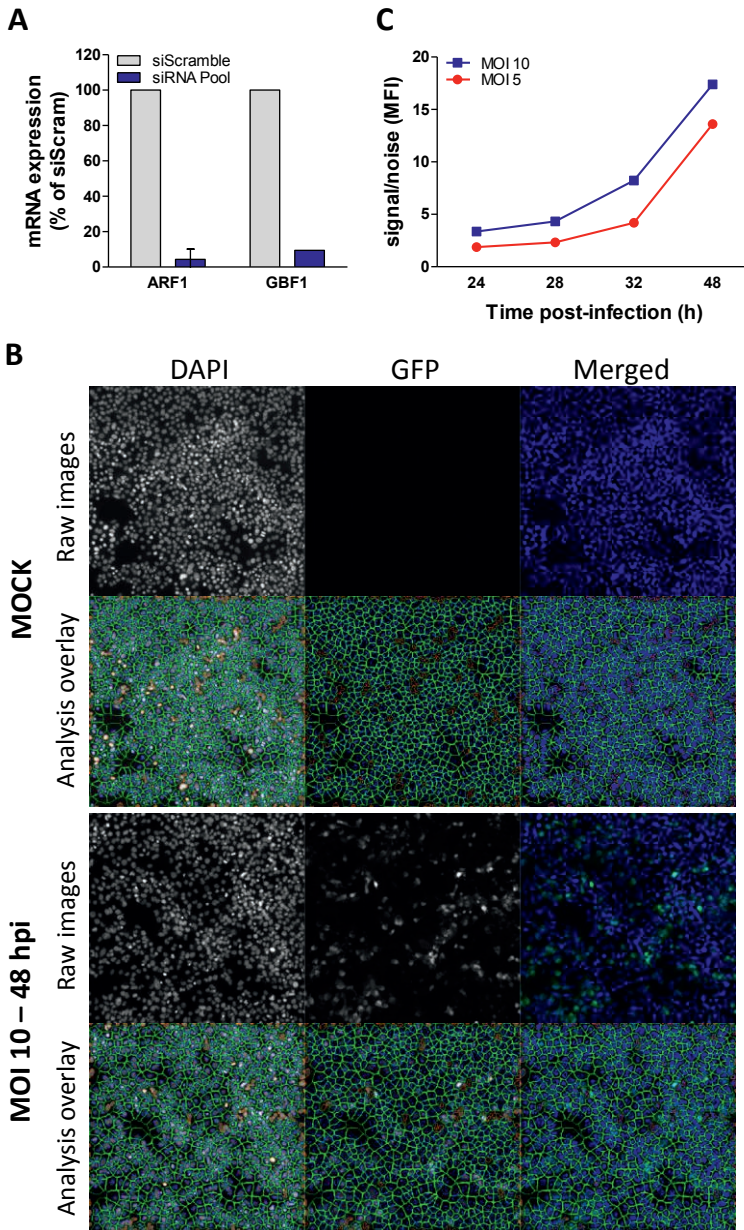 A
siScramble
siRNA Pool
mRNA expression
(% of siScram)
120
100
80
60
40
20
0
ARF1
GBF1
C
MOI 10
MOI 5
signal/noise (MFI)
20
15
10
5
0
24
28
32
48
Time post-infection (h)
B
DAPI
GFP
Merged
MOCK
Raw images
Analysis overlay
MOI 10 – 48 hpi
Raw images
Analysis overlay